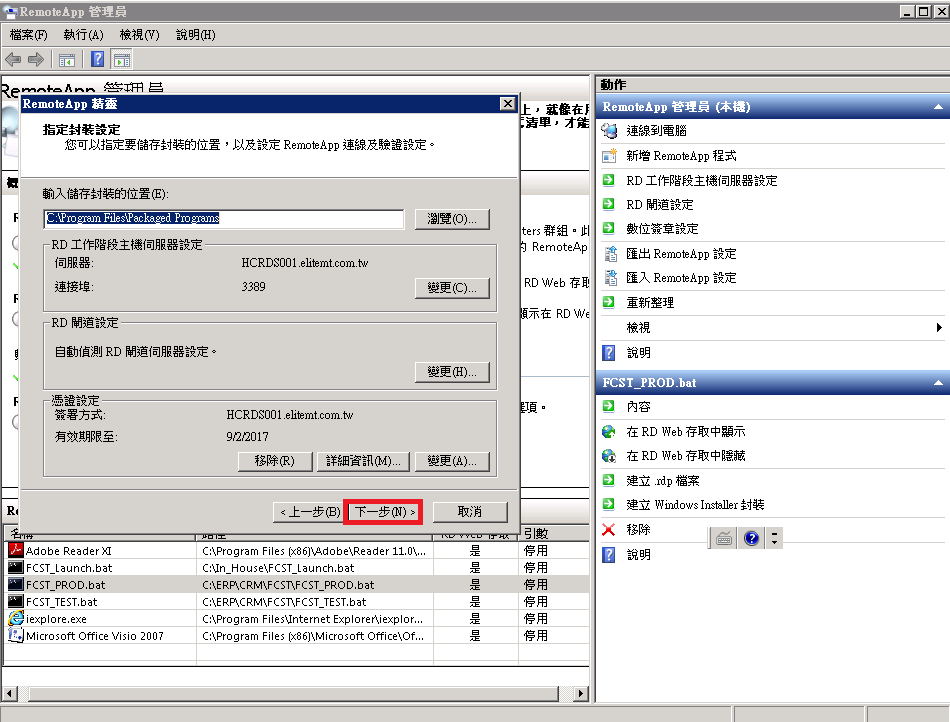 RemoteApp 管理員
檔案(F) 執行(A) 檢視(V) 說明(H)
RemoteApp 管理員
上，就像在用
清單，才能
ters 群組。此
的 RemoteAp
RD Web 存取
顯示在 RD We
選項。
RemoteApp 精靈
指定封裝設定
您可以指定要儲存封裝的位置，以及設定 RemoteApp 連線及驗證設定。
輸入儲存封裝的位置(E):
C:\Program Files\Packaged Programs
瀏覽(O)...
RD 工作階段主機伺服器設定
伺服器: HCRDS001.elitemt.com.tw
連接埠: 3389
變更(C)...
RD 閘道設定
自動偵測 RD 閘道伺服器設定。
變更(H)...
憑證設定
簽署方式: HCRDS001.elitemt.com.tw
有效期限至: 9/2/2017
移除(R) 詳細資訊(M)... 變更(A)...
< 上一步(B) 下一步(N) > 取消
名稱 路徑 RD Web 存取 引數
Adobe Reader XI C:\Program Files (x86)\Adobe\Reader 11.0\... 是 停用
FCST_Launch.bat C:\In_House\FCST_Launch.bat 是 停用
FCST_PROD.bat C:\ERP\CRM\FCST\FCST_PROD.bat 是 停用
FCST_TEST.bat C:\ERP\CRM\FCST\FCST_TEST.bat 是 停用
iexplore.exe C:\Program Files\Internet Explorer\iexplor... 是 停用
Microsoft Office Visio 2007 C:\Program Files (x86)\Microsoft Office\Of... 是 停用
動作
RemoteApp 管理員 (本機)
連線到電腦
新增 RemoteApp 程式
RD 工作階段主機伺服器設定
RD 閘道設定
數位簽章設定
匯出 RemoteApp 設定
匯入 RemoteApp 設定
重新整理
檢視
說明
FCST_PROD.bat
內容
在 RD Web 存取中顯示
在 RD Web 存取中隱藏
建立 .rdp 檔案
建立 Windows Installer 封裝
移除
說明